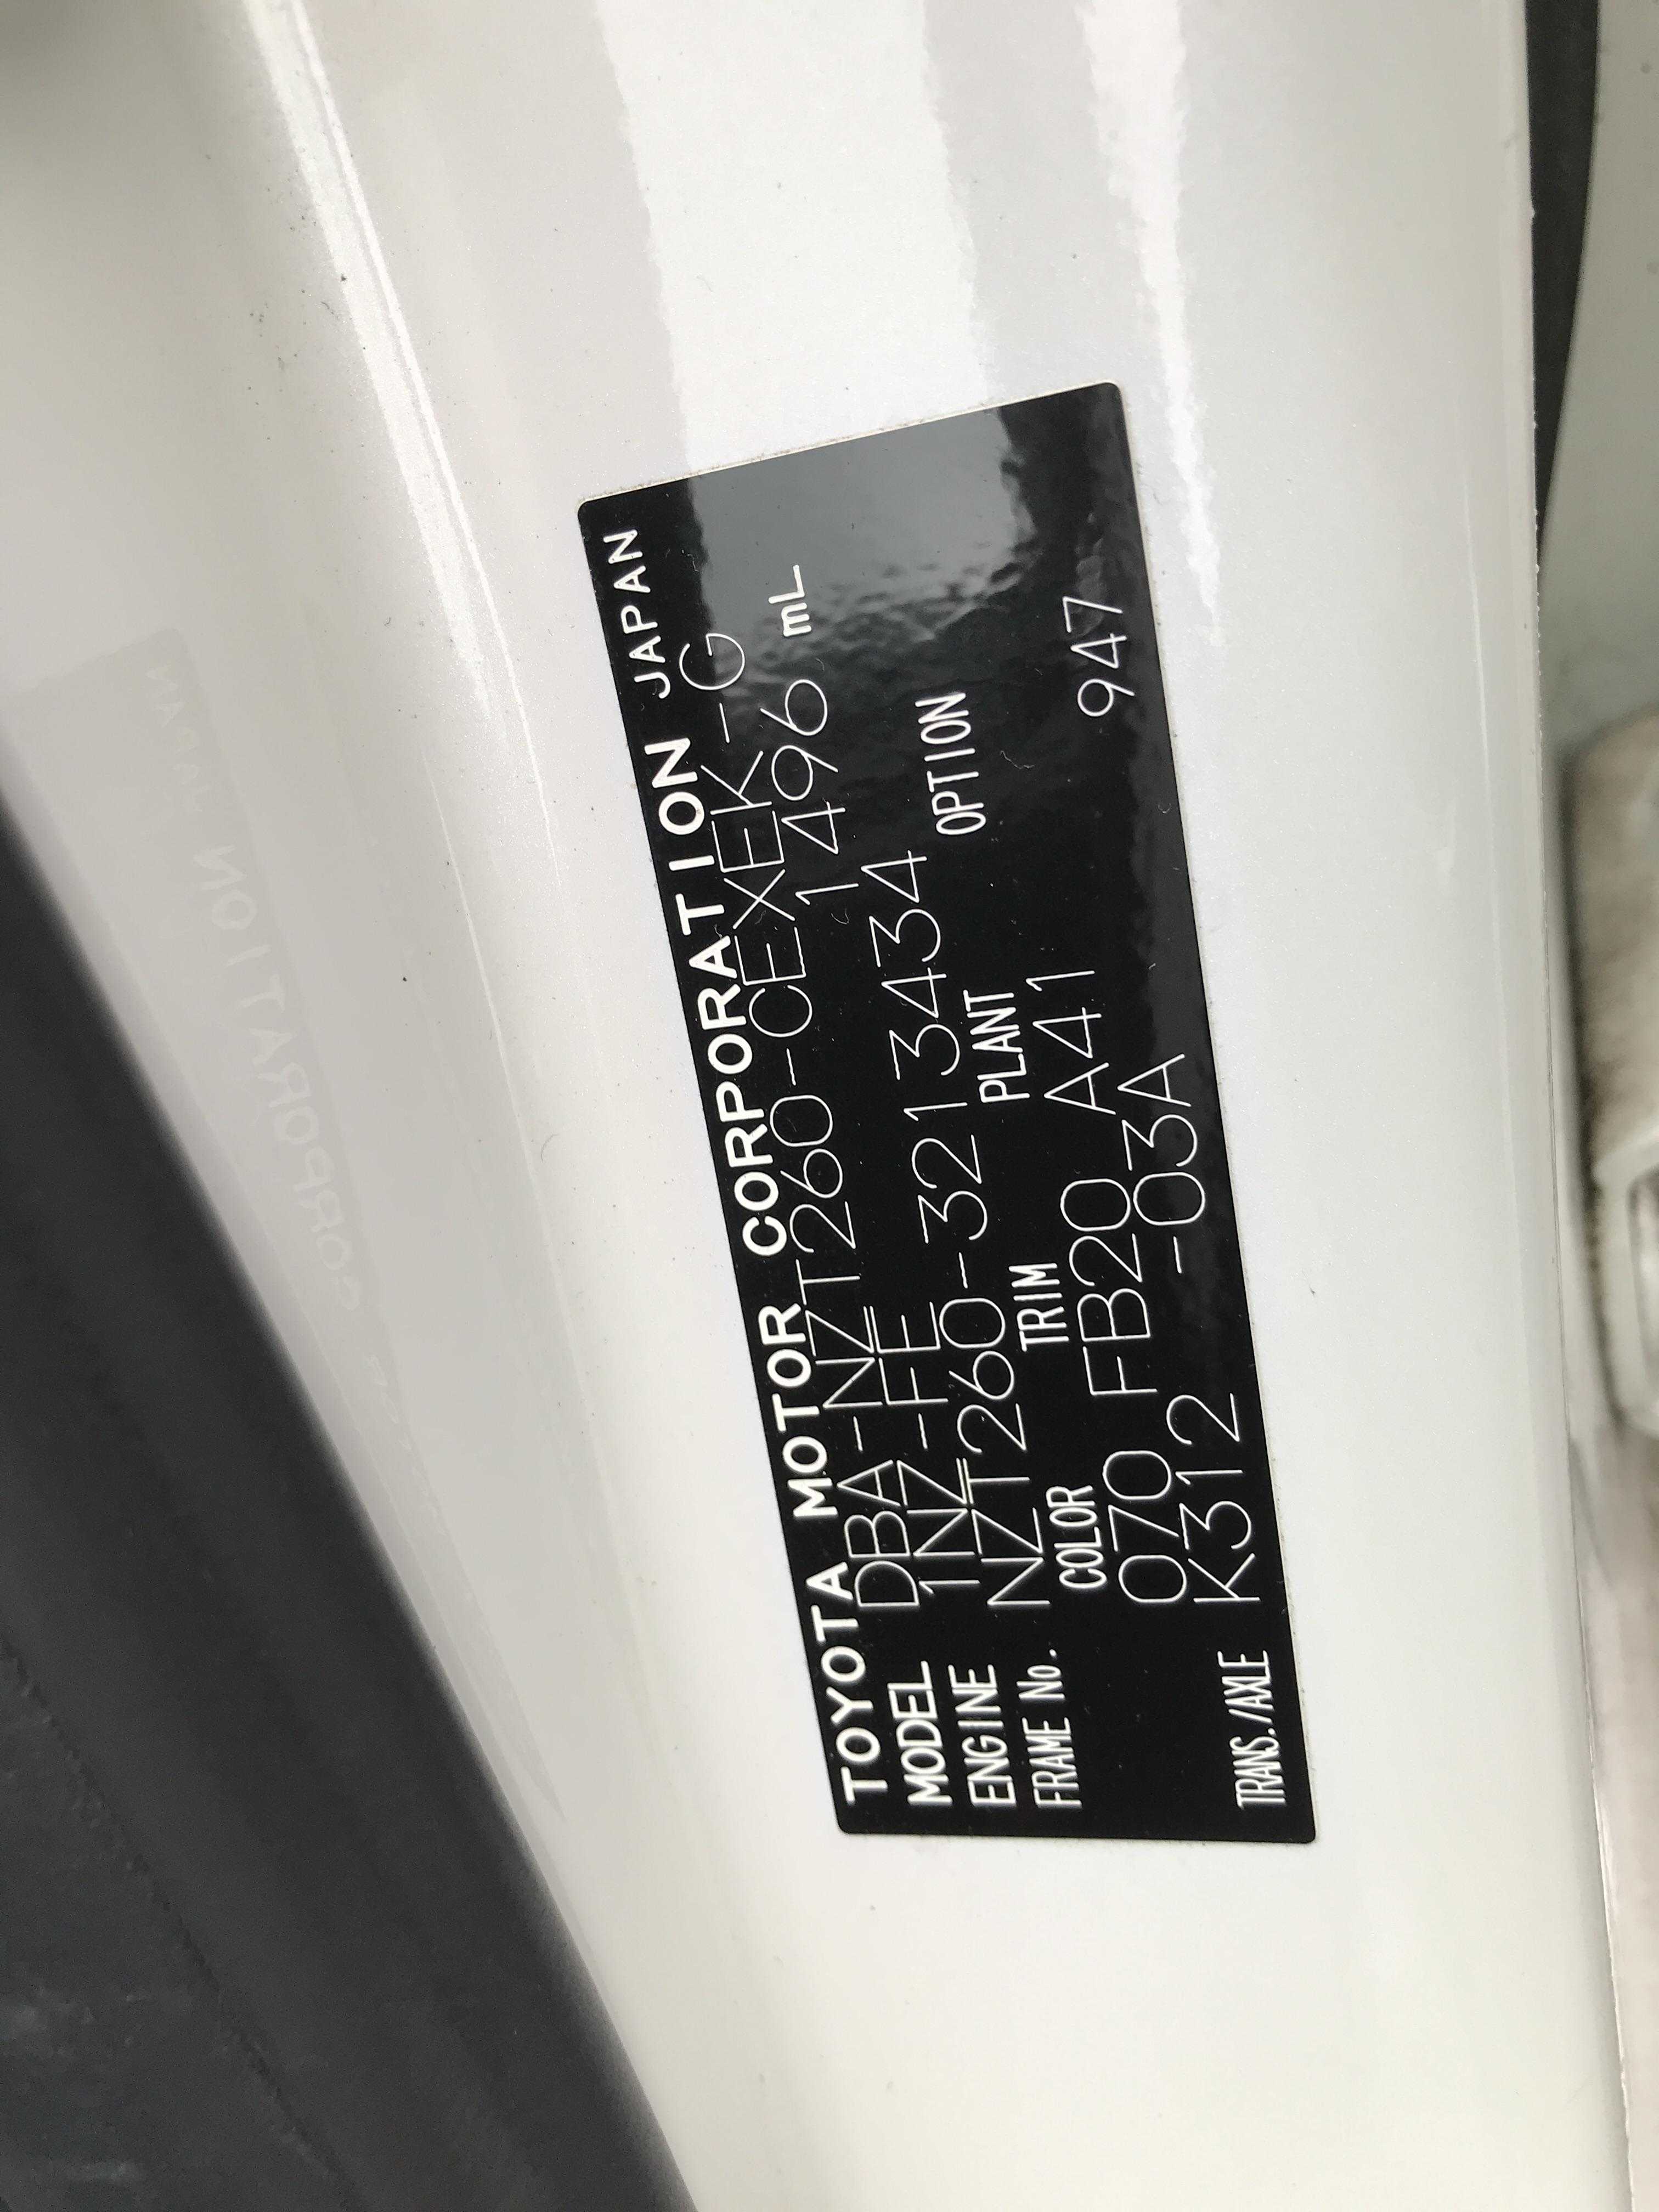 TOYOTA MOTOR CORPORATION JAPAN
MODEL DBA-NZT260-CEXEK-G
ENGINE 1NZ-FE 1496 mL
FRAME No. NZT260-3213434
COLOR TRIM PLANT OPTION
070 FB20 A41 947
TRANS./AXLE K312 -03A